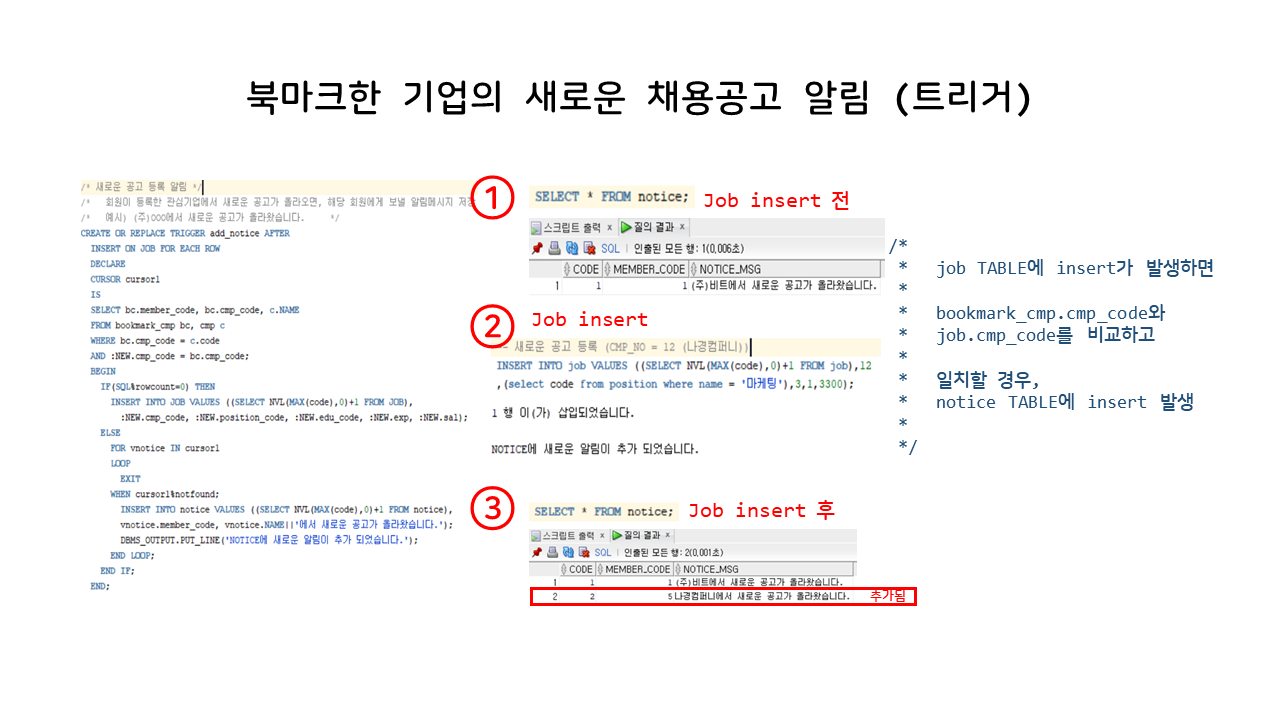 북마크한 기업의 새로운 채용공고 알림 (트리거)
/* 새로운 공고 등록 알림 */
/* 회원이 등록한 관심기업에서 새로운 공고가 올라오면, 해당 회원에게 보낼 알림메시지 저장
/* 예시) (주)OOO에서 새로운 공고가 올라왔습니다. */
CREATE OR REPLACE TRIGGER add_notice AFTER
INSERT ON JOB FOR EACH ROW
DECLARE
CURSOR cursor1
IS
SELECT bc.member_code, bc.cmp_code, c.NAME
FROM bookmark_cmp bc, cmp c
WHERE bc.cmp_code = c.code
AND :NEW.cmp_code = bc.cmp_code;
BEGIN
IF(SQL%rowcount=0) THEN
INSERT INTO JOB VALUES ((SELECT NVL(MAX(code),0)+1 FROM JOB),
:NEW.cmp_code, :NEW.position_code, :NEW.edu_code, :NEW.exp, :NEW.sal);
ELSE
FOR vnotice IN cursor1
LOOP
EXIT
WHEN cursor1%notfound;
INSERT INTO notice VALUES ((SELECT NVL(MAX(code),0)+1 FROM notice),
vnotice.member_code, vnotice.NAME||'에서 새로운 공고가 올라왔습니다.');
DBMS_OUTPUT.PUT_LINE('NOTICE에 새로운 알림이 추가 되었습니다.');
END LOOP;
END IF;
END;
①
SELECT * FROM notice; Job insert 전
스크립트 출력 x 질의 결과 x
SQL | 인출된 모든 행: 1(0,006초)
CODE MEMBER_CODE NOTICE_MSG
1 1 1 (주)비트에서 새로운 공고가 올라왔습니다.
② Job insert
-- 새로운 공고 등록 (CMP_NO = 12 (나경컴퍼니))
INSERT INTO job VALUES ((SELECT NVL(MAX(code),0)+1 FROM job),12
,(select code from position where name = '마케팅'),3,1,3300);
1 행 이(가) 삽입되었습니다.
NOTICE에 새로운 알림이 추가 되었습니다.
③
SELECT * FROM notice; Job insert 후
스크립트 출력 x 질의 결과 x
SQL | 인출된 모든 행: 2(0,001초)
CODE MEMBER_CODE NOTICE_MSG
1 1 1 (주)비트에서 새로운 공고가 올라왔습니다.
2 2 5 나경컴퍼니에서 새로운 공고가 올라왔습니다. 추가됨
/*
* job TABLE에 insert가 발생하면
*
* bookmark_cmp.cmp_code와
* job.cmp_code를 비교하고
*
* 일치할 경우,
* notice TABLE에 insert 발생
*
*/